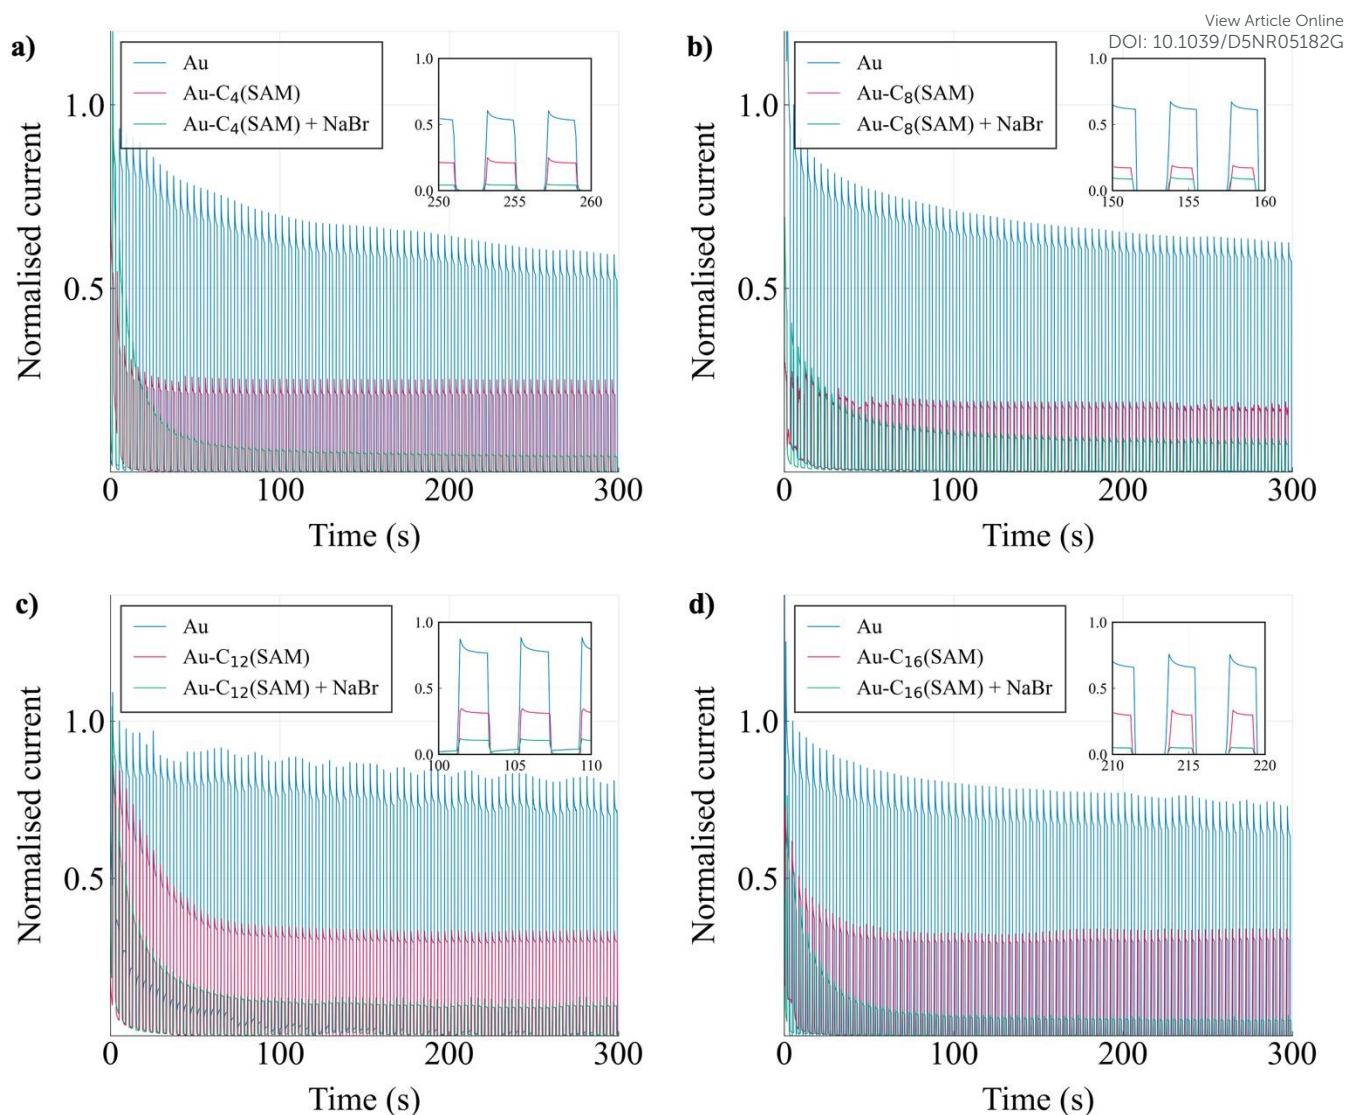 View Article Online
DOI: 10.1039/D5NR05182G
a)
Au
Au-C₄(SAM)
Au-C₄(SAM) + NaBr
1.0
0.5
0.0
250
255
260
Normalised current
1.0
0.5
0
100
200
300
Time (s)
b)
Au
Au-C₈(SAM)
Au-C₈(SAM) + NaBr
1.0
0.5
0.0
150
155
160
Normalised current
1.0
0.5
0
100
200
300
Time (s)
c)
Au
Au-C₁₂(SAM)
Au-C₁₂(SAM) + NaBr
1.0
0.5
0.0
100
105
110
Normalised current
1.0
0.5
0
100
200
300
Time (s)
d)
Au
Au-C₁₆(SAM)
Au-C₁₆(SAM) + NaBr
1.0
0.5
0.0
210
215
220
Normalised current
1.0
0.5
0
100
200
300
Time (s)